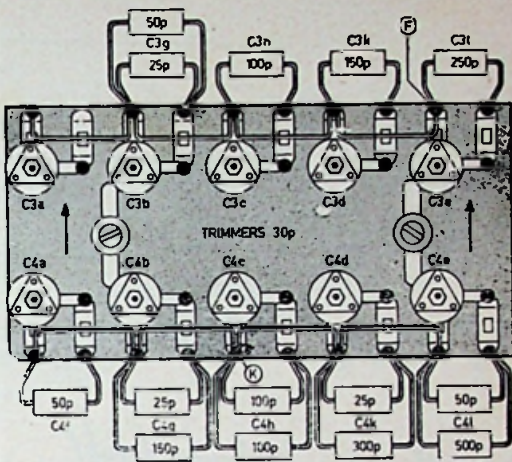 50p
C3g
25p
C3h
100p
C3k
150p
F
C3l
250p
C3a
C3b
C3c
C3d
C3e
TRIMMERS 30p
C4a
C4b
C4c
C4d
C4e
K
50p
25p
100p
25p
50p
C4f
C4g
C4h
C4k
C4l
150p
100p
300p
500p